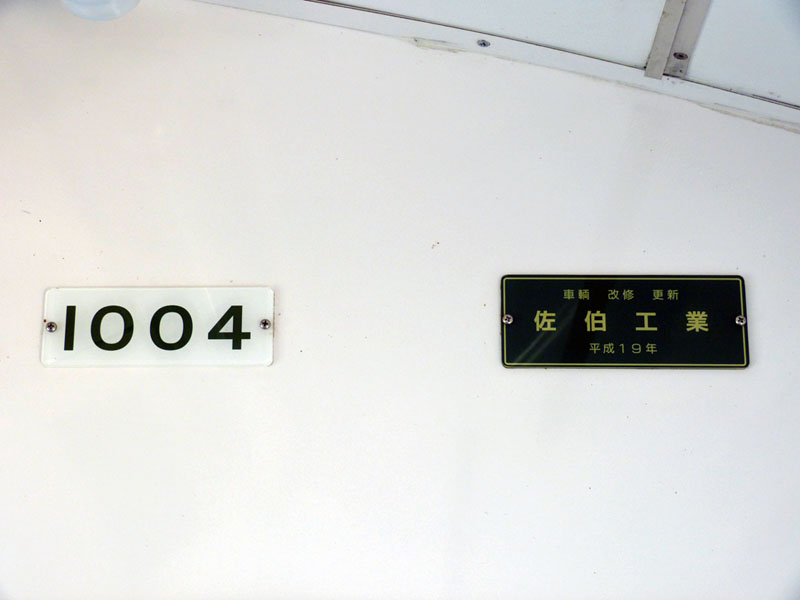 1004
車輌 改修 更新
佐伯工業
平成19年